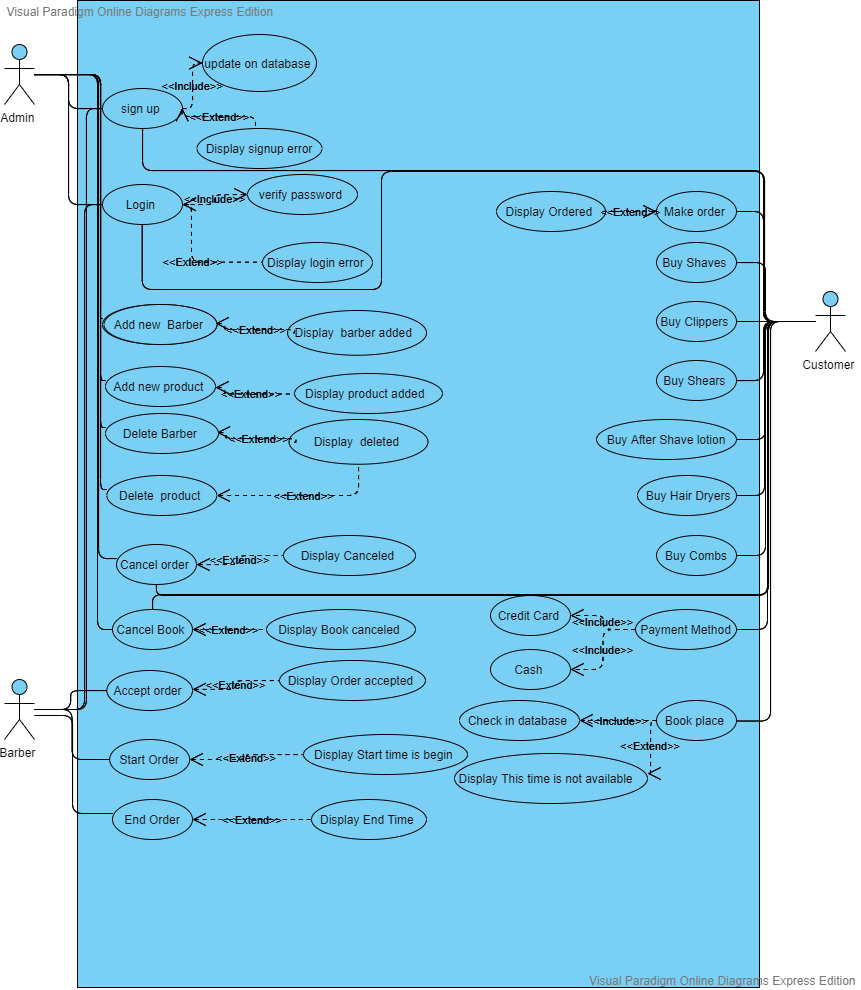 Visual Paradigm Online Diagrams Express Edition
update on database
<<Include>>
Admin
sign up
<<Extend>>
Display signup error
Login
<<Include>>
verify password
<<Extend>>
Display login error
Display Ordered
<<Extend>>
Make order
Buy Shaves
Add new Barber
<<Extend>>
Display barber added
Buy Clippers
Customer
Add new product
<<Extend>>
Display product added
Buy Shears
Delete Barber
<<Extend>>
Display deleted
Buy After Shave lotion
Delete product
<<Extend>>
Buy Hair Dryers
Cancel order
<<Extend>>
Display Canceled
Buy Combs
Cancel Book
<<Extend>>
Display Book canceled
Credit Card
<<Include>>
Payment Method
<<Include>>
Cash
Accept order
<<Extend>>
Display Order accepted
Barber
Check in database
<<Include>>
Book place
<<Extend>>
Start Order
<<Extend>>
Display Start time is begin
Display This time is not available
End Order
<<Extend>>
Display End Time
Visual Paradigm Online Diagrams Express Edition